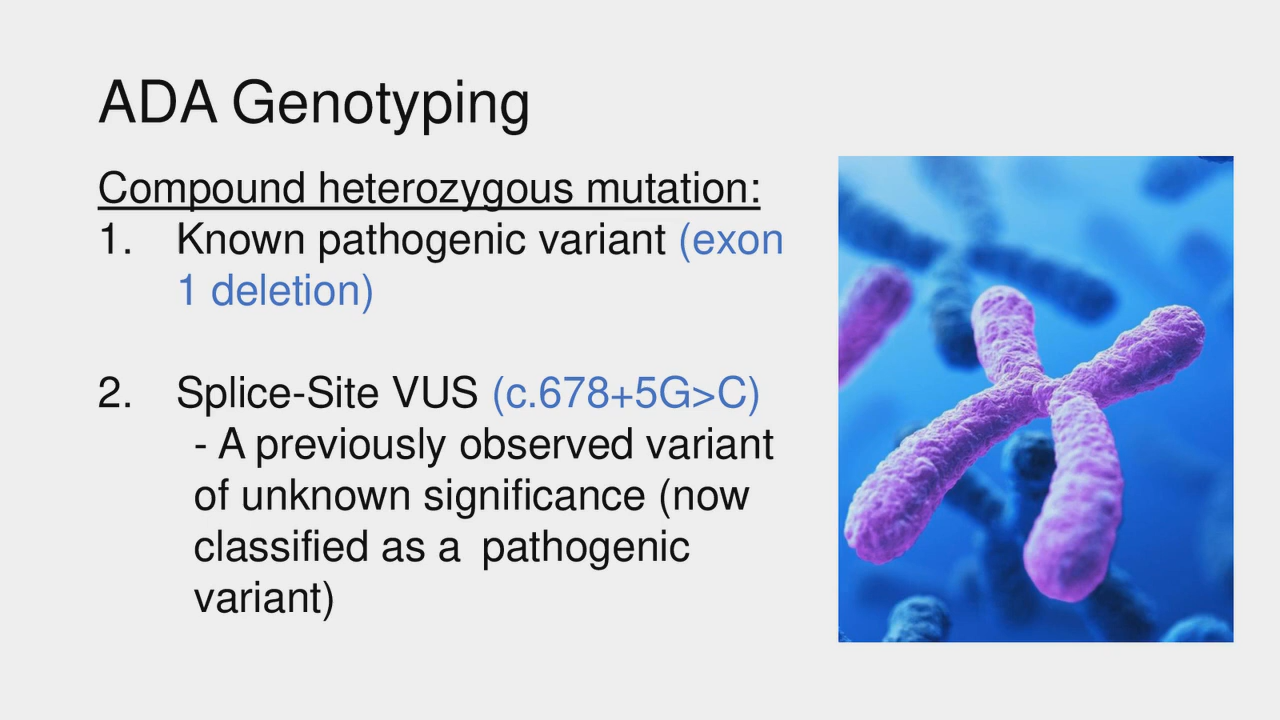 ADA Genotyping
Compound heterozygous mutation:
1. Known pathogenic variant (exon
1 deletion)
2. Splice-Site VUS (c.678+5G>C)
- A previously observed variant
of unknown significance (now
classified as a pathogenic
variant)